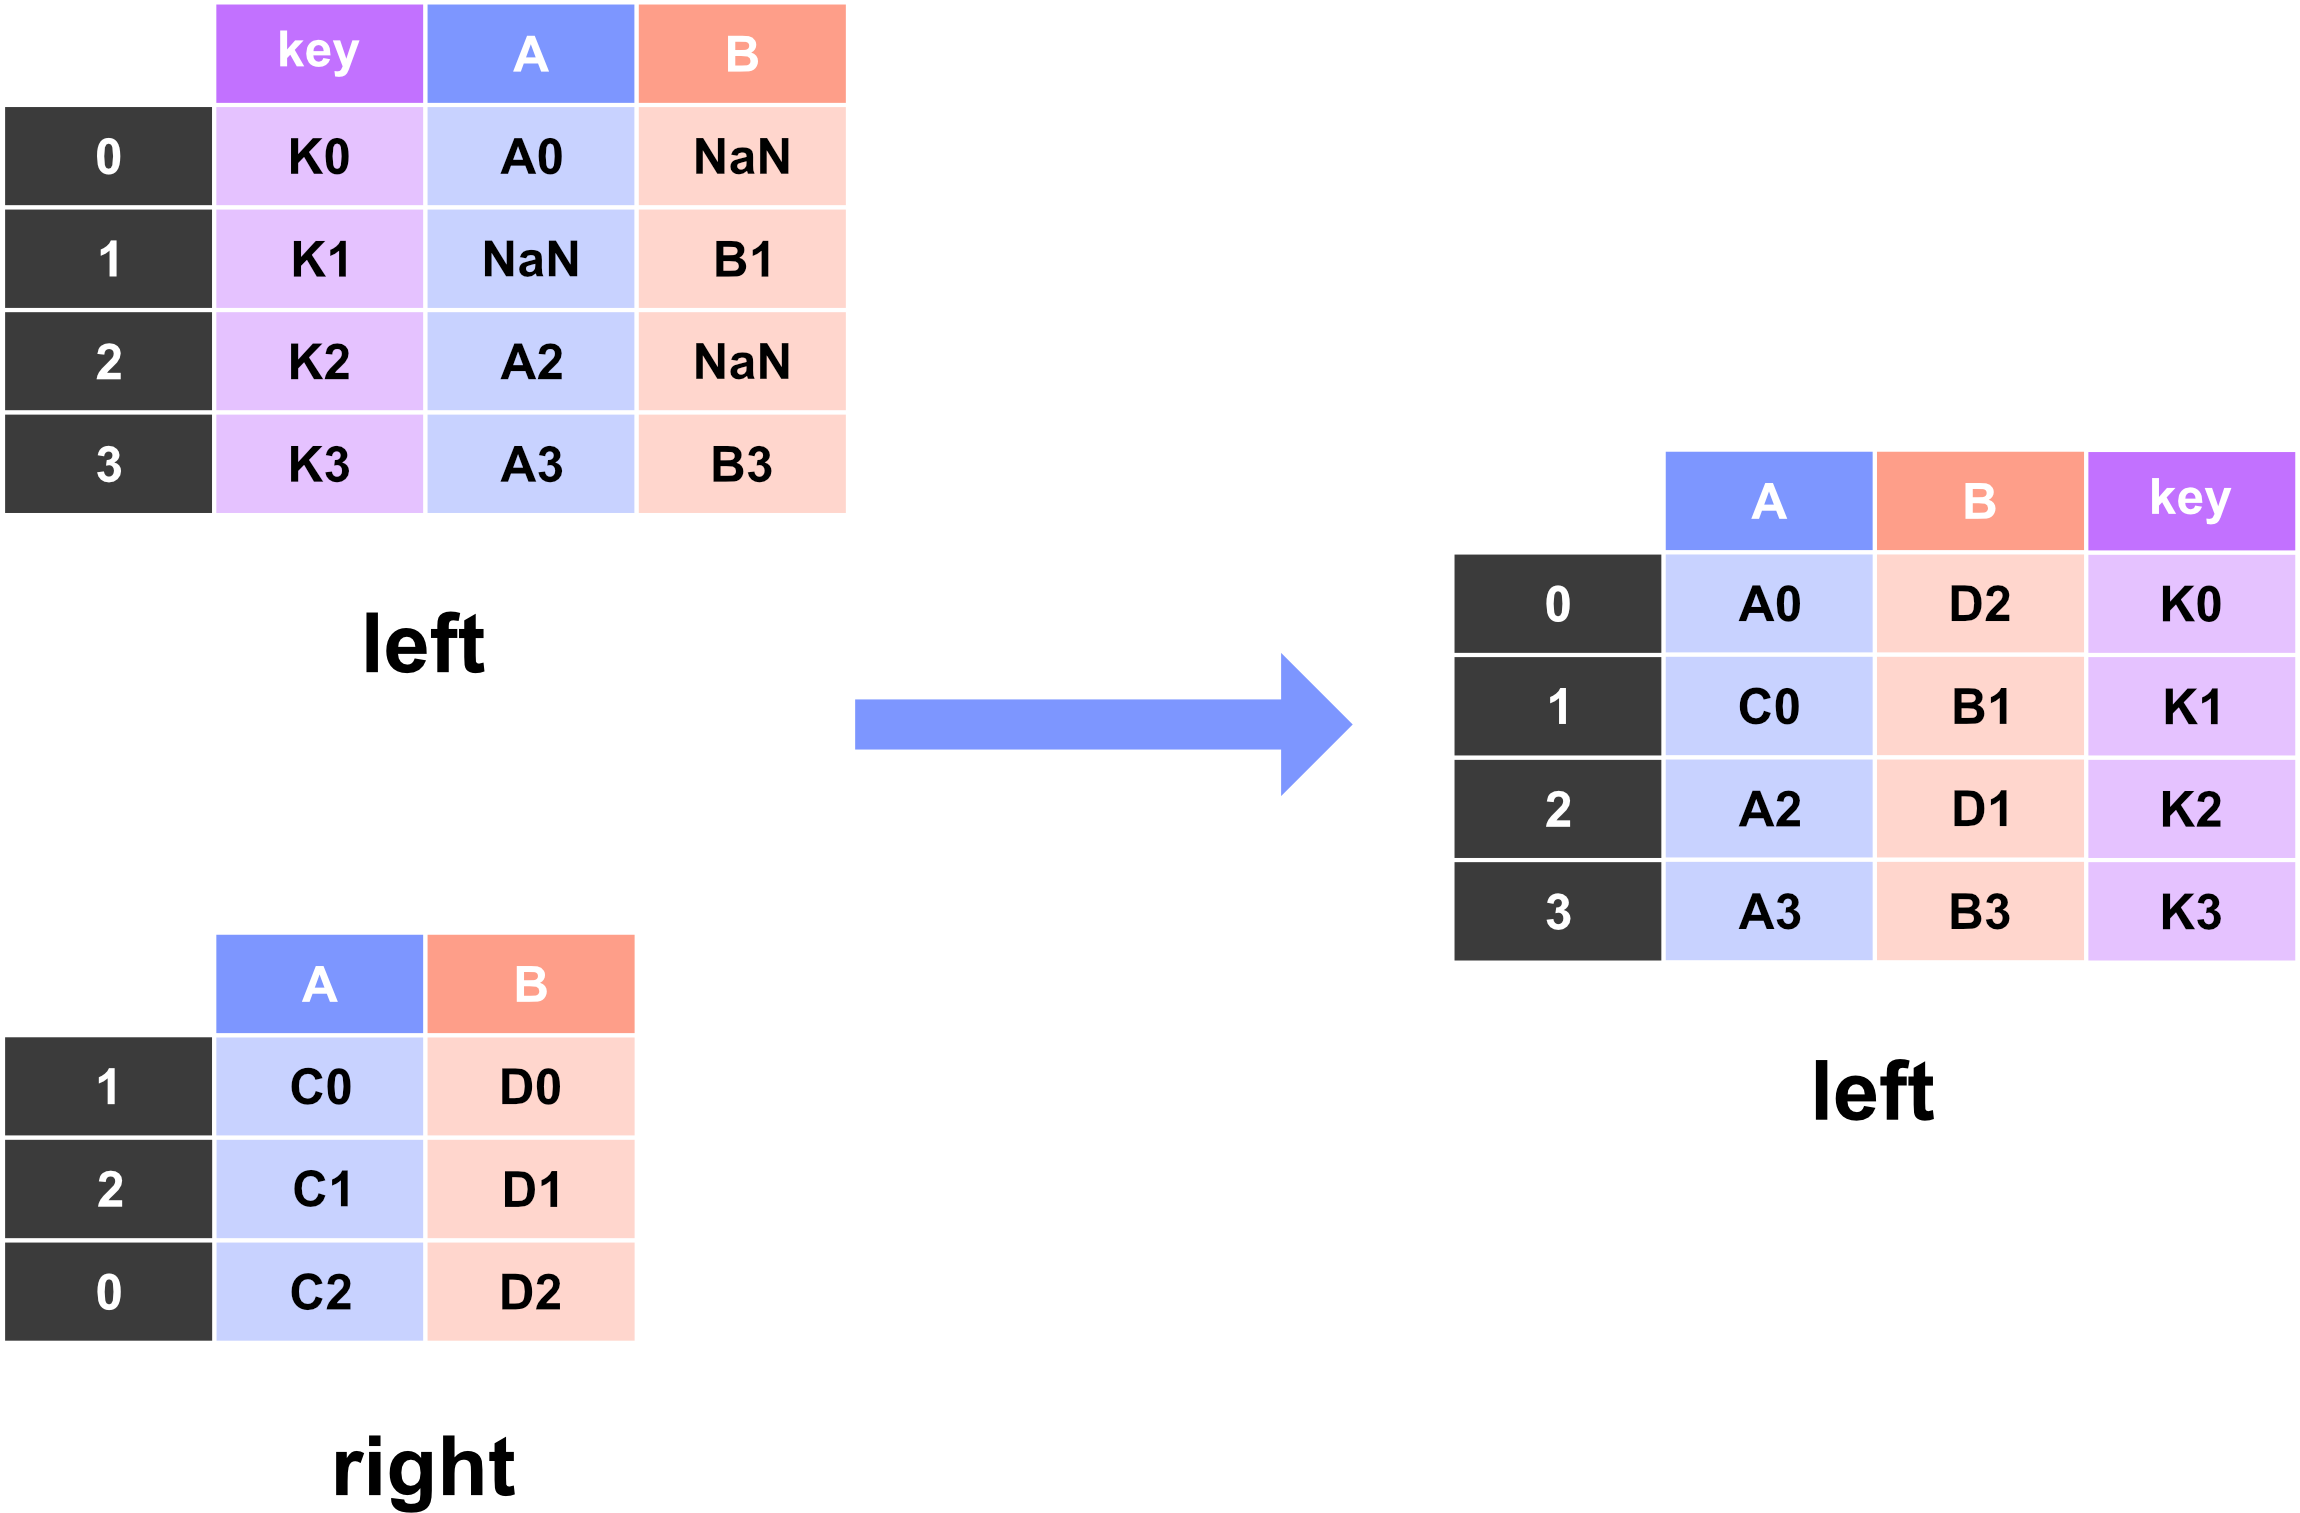 key A B
0 K0 A0 NaN
1 K1 NaN B1
2 K2 A2 NaN
3 K3 A3 B3
left
A B
1 C0 D0
2 C1 D1
0 C2 D2
right
A B key
0 A0 D2 K0
1 C0 B1 K1
2 A2 D1 K2
3 A3 B3 K3
left